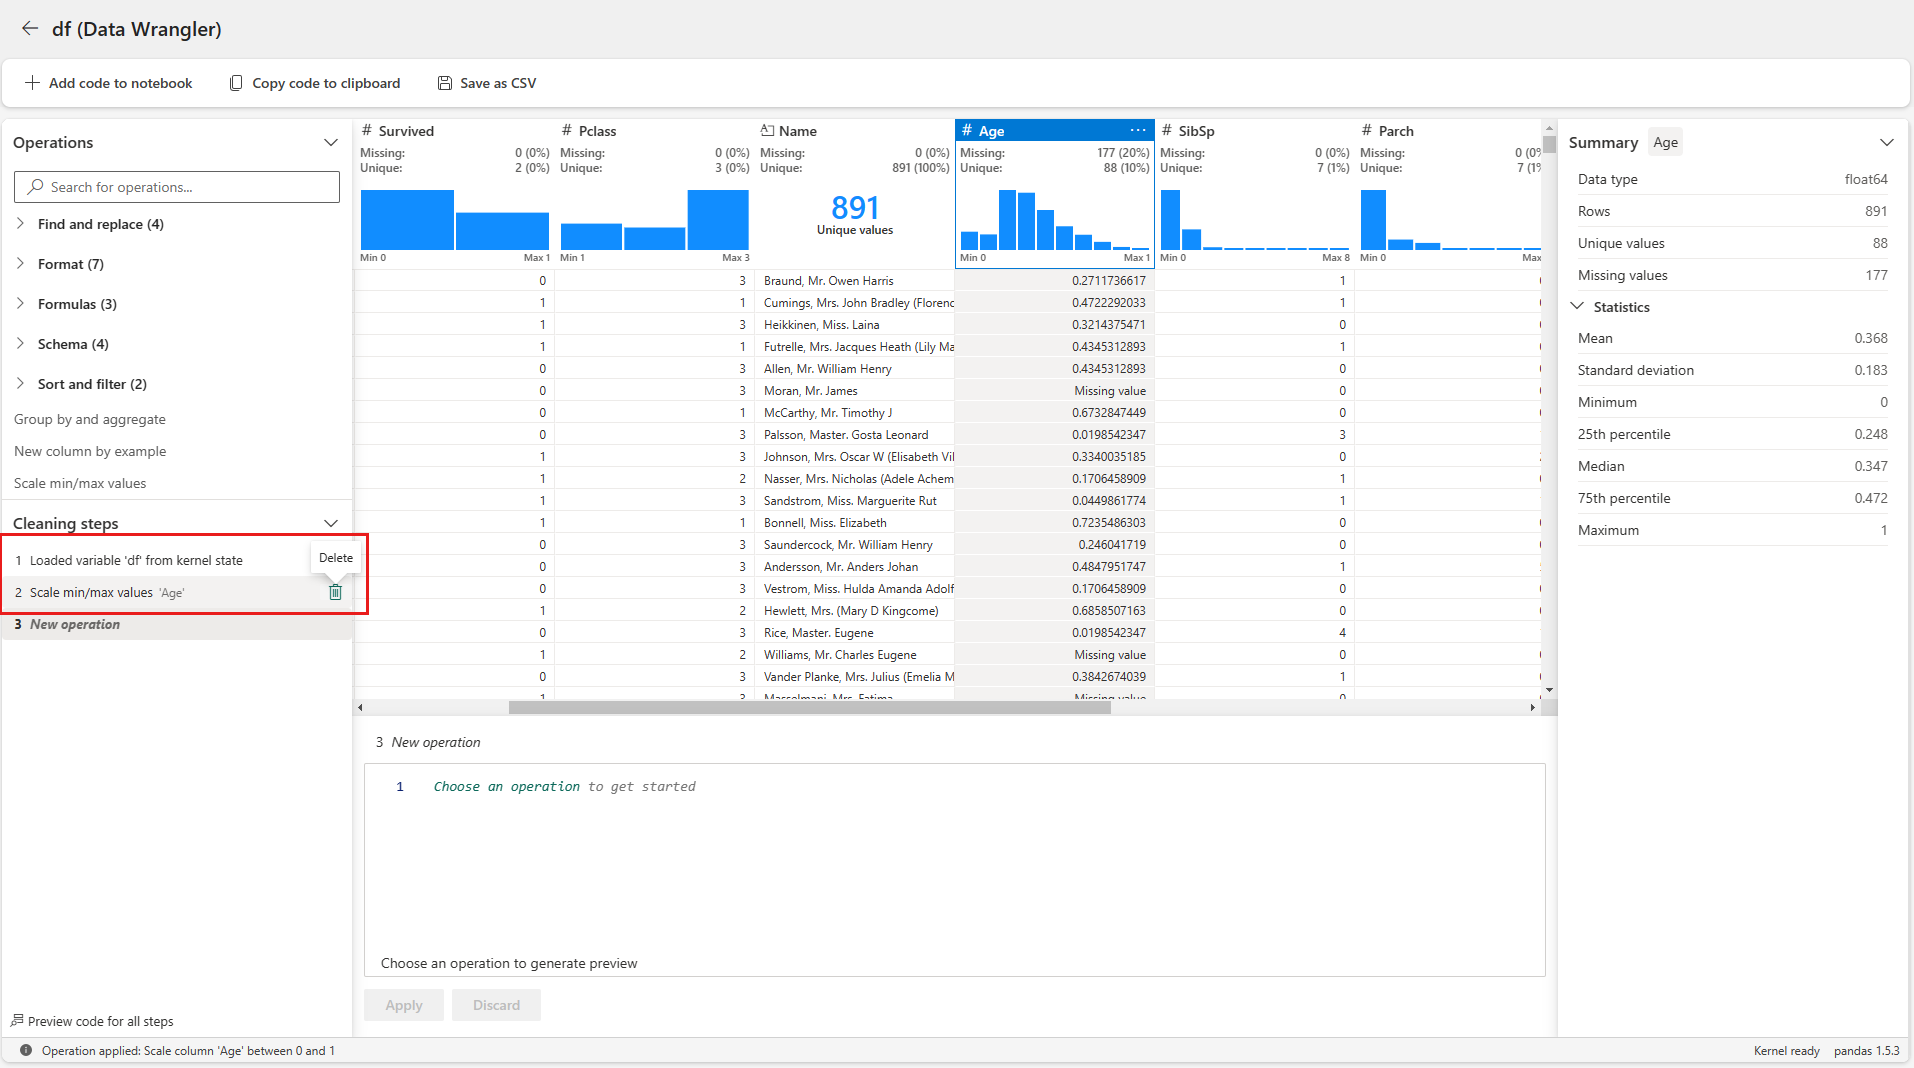 df (Data Wrangler)
Add code to notebook Copy code to clipboard Save as CSV
Operations
Search for operations...
Find and replace (4)
Format (7)
Formulas (3)
Schema (4)
Sort and filter (2)
Group by and aggregate
New column by example
Scale min/max values
Cleaning steps
1 Loaded variable 'df' from kernel state
Delete
2 Scale min/max values 'Age'
3 New operation
Preview code for all steps
# Survived # Pclass Name # Age ... # SibSp # Parch
Missing: 0 (0%) Missing: 0 (0%) Missing: 0 (0%) Missing: 177 (20%) Missing: 0 (0%) Missing: 0 (0%
Unique: 2 (0%) Unique: 3 (0%) Unique: 891 (100%) Unique: 88 (10%) Unique: 7 (1%) Unique: 7 (1%
891
Unique values
Min 0 Max 1 Min 1 Max 3 Min 0 Max 1 Min 0 Max 8 Min 0 Max
0 3 Braund, Mr. Owen Harris 0.2711736617 1
1 1 Cumings, Mrs. John Bradley (Florenc 0.4722292033 1
1 3 Heikkinen, Miss. Laina 0.3214375471 0
1 1 Futrelle, Mrs. Jacques Heath (Lily Ma 0.4345312893 1
0 3 Allen, Mr. William Henry 0.4345312893 0
0 3 Moran, Mr. James Missing value 0
0 1 McCarthy, Mr. Timothy J 0.6732847449 0
0 3 Palsson, Master. Gosta Leonard 0.0198542347 3
1 3 Johnson, Mrs. Oscar W (Elisabeth Vil 0.3340035185 0
1 2 Nasser, Mrs. Nicholas (Adele Achem 0.1706458909 1
1 3 Sandstrom, Miss. Marguerite Rut 0.0449861774 1
1 1 Bonnell, Miss. Elizabeth 0.7235486303 0
0 3 Saundercock, Mr. William Henry 0.246041719 0
0 3 Andersson, Mr. Anders Johan 0.4847951747 1
0 3 Vestrom, Miss. Hulda Amanda Adolf 0.1706458909 0
1 2 Hewlett, Mrs. (Mary D Kingcome) 0.6858507163 0
0 3 Rice, Master. Eugene 0.0198542347 4
1 2 Williams, Mr. Charles Eugene Missing value 0
0 3 Vander Planke, Mrs. Julius (Emelia M 0.3842674039 1
1 3 Masselmani, Mrs. Fatima Missing value 0
3 New operation
1 Choose an operation to get started
Choose an operation to generate preview
Apply Discard
Summary Age
Data type float64
Rows 891
Unique values 88
Missing values 177
Statistics
Mean 0.368
Standard deviation 0.183
Minimum 0
25th percentile 0.248
Median 0.347
75th percentile 0.472
Maximum 1
Operation applied: Scale column 'Age' between 0 and 1
Kernel ready pandas 1.5.3